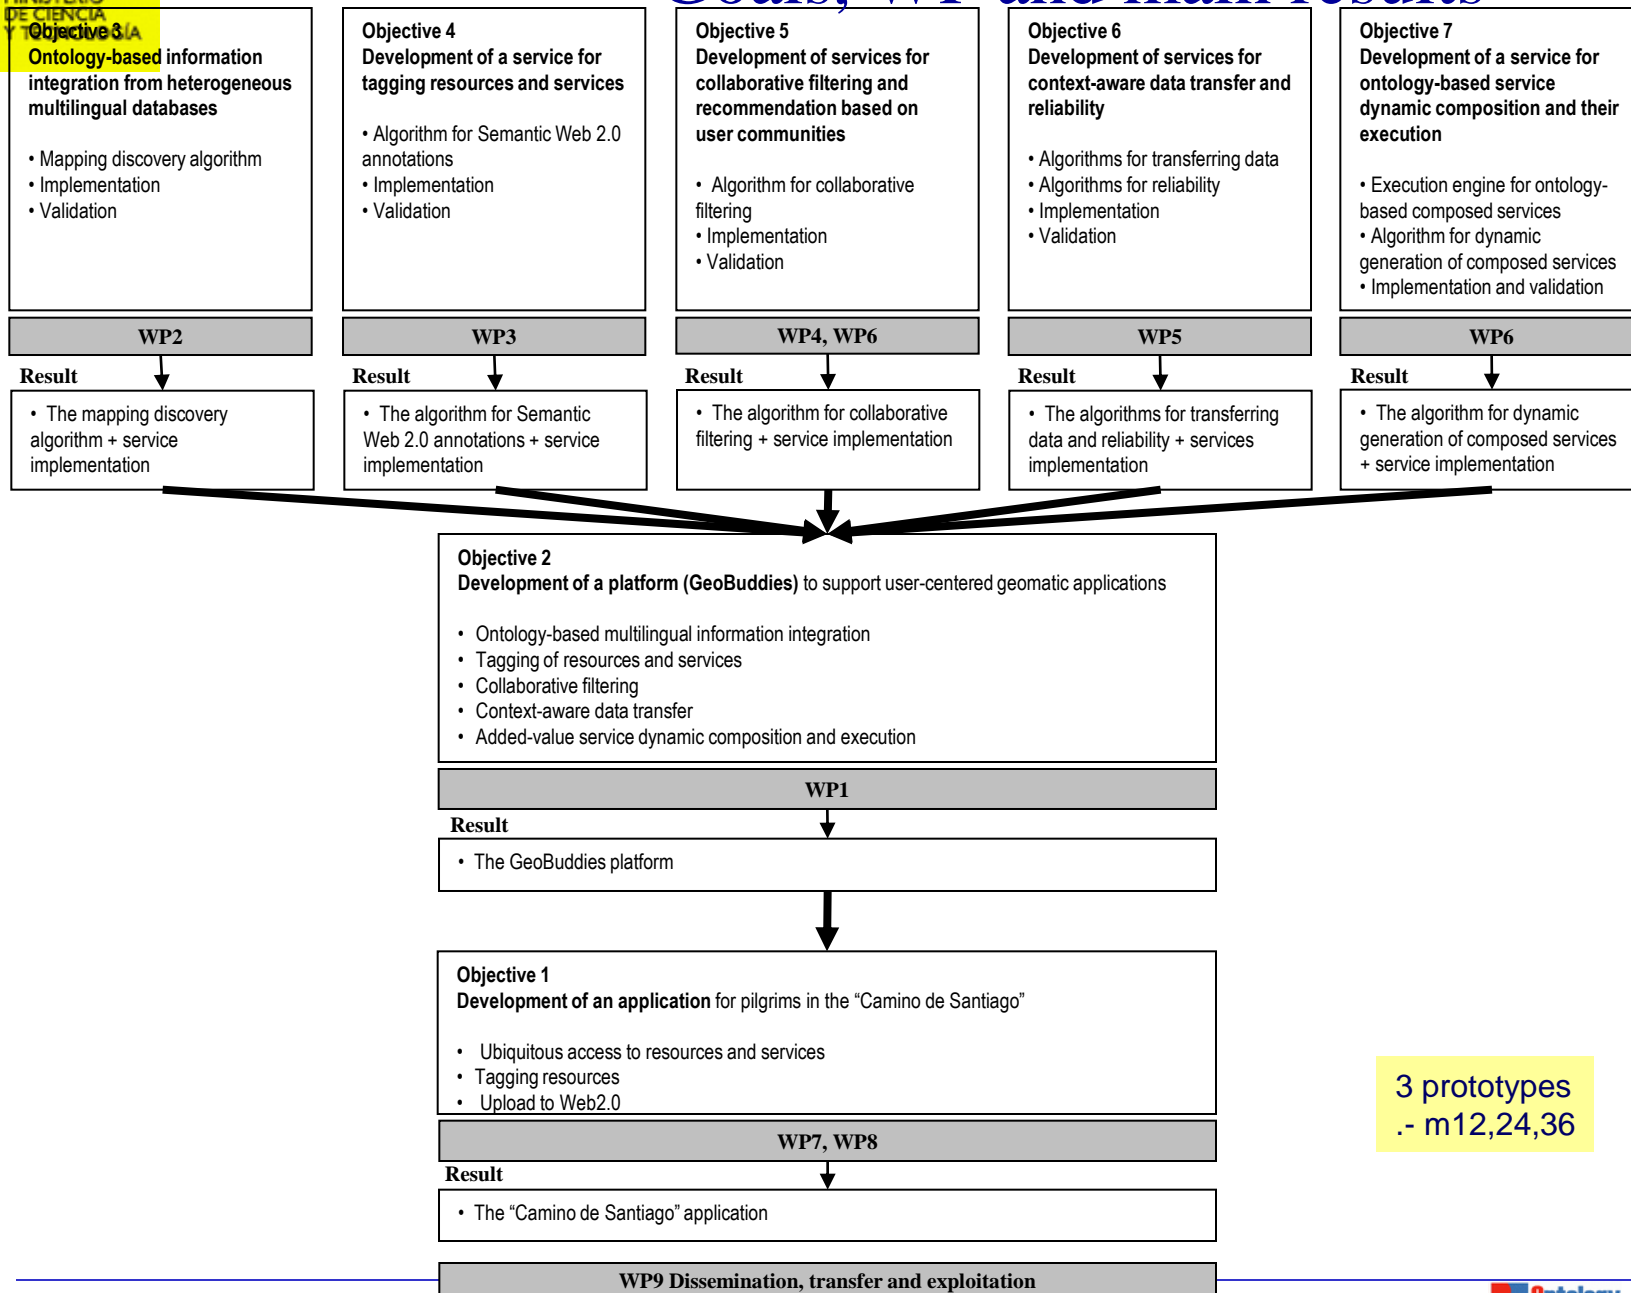 Goals, WP and main results
MINISTERIO
DE CIENCIA
Y TECNOLOGÍA
Objective 3
Ontology-based information
integration from heterogeneous
multilingual databases
• Mapping discovery algorithm
• Implementation
• Validation
WP2
Result
• The mapping discovery
algorithm + service
implementation
Objective 4
Development of a service for
tagging resources and services
• Algorithm for Semantic Web 2.0
annotations
• Implementation
• Validation
WP3
Result
• The algorithm for Semantic
Web 2.0 annotations + service
implementation
Objective 5
Development of services for
collaborative filtering and
recommendation based on
user communities
• Algorithm for collaborative
filtering
• Implementation
• Validation
WP4, WP6
Result
• The algorithm for collaborative
filtering + service implementation
Objective 6
Development of services for
context-aware data transfer and
reliability
• Algorithms for transferring data
• Algorithms for reliability
• Implementation
• Validation
WP5
Result
• The algorithms for transferring
data and reliability + services
implementation
Objective 7
Development of a service for
ontology-based service
dynamic composition and their
execution
• Execution engine for ontology-
based composed services
• Algorithm for dynamic
generation of composed services
• Implementation and validation
WP6
Result
• The algorithm for dynamic
generation of composed services
+ service implementation
Objective 2
Development of a platform (GeoBuddies) to support user-centered geomatic applications
• Ontology-based multilingual information integration
• Tagging of resources and services
• Collaborative filtering
• Context-aware data transfer
• Added-value service dynamic composition and execution
WP1
Result
• The GeoBuddies platform
Objective 1
Development of an application for pilgrims in the “Camino de Santiago”
• Ubiquitous access to resources and services
• Tagging resources
• Upload to Web2.0
WP7, WP8
Result
• The “Camino de Santiago” application
3 prototypes
.- m12,24,36
WP9 Dissemination, transfer and exploitation
Ontology